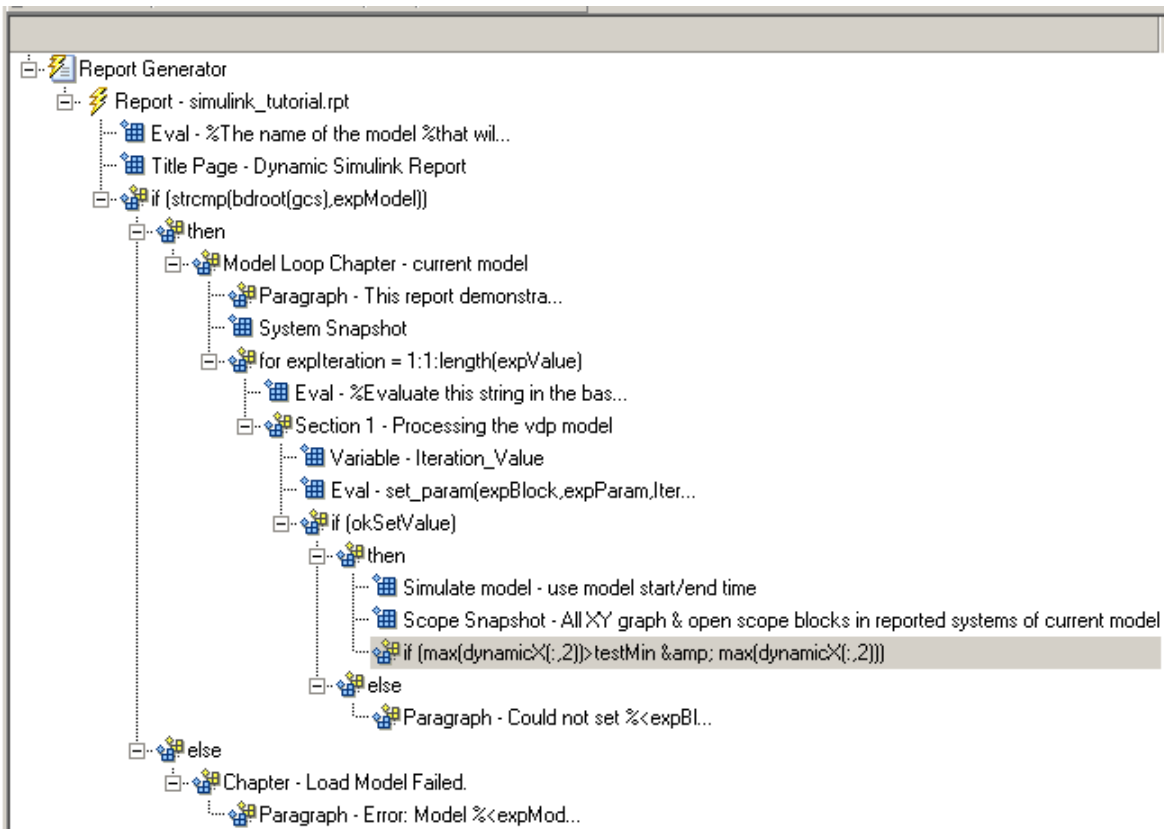 Report Generator
Report - simulink_tutorial.rpt
Eval - %The name of the model %that wil...
Title Page - Dynamic Simulink Report
if (strcmp(bdroot(gcs),expModel))
then
Model Loop Chapter - current model
Paragraph - This report demonstra...
System Snapshot
for expIteration = 1:1:length(expValue)
Eval - %Evaluate this string in the bas...
Section 1 - Processing the vdp model
Variable - Iteration_Value
Eval - set_param(expBlock,expParam,Iter...
if (okSetValue)
then
Simulate model - use model start/end time
Scope Snapshot - All XY graph & open scope blocks in reported systems of current model
if (max(dynamicX(:,2))>testMin &amp; max(dynamicX(:,2)))
else
Paragraph - Could not set %<expBl...
else
Chapter - Load Model Failed.
Paragraph - Error: Model %<expMod...